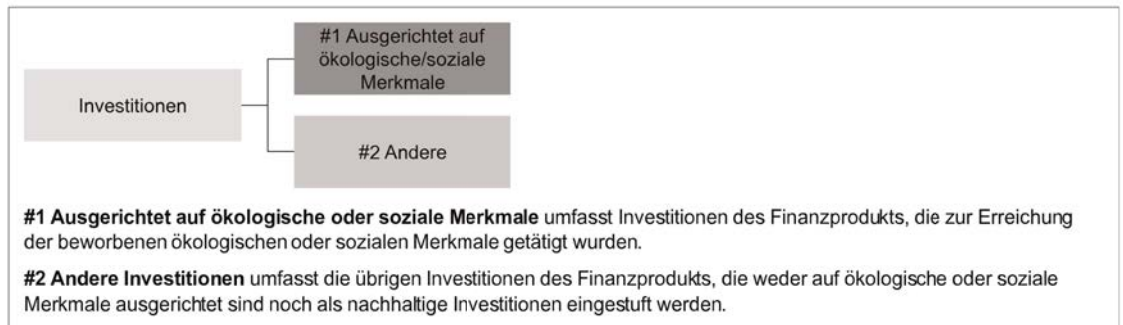 #1 Ausgerichtet auf
ökologische/soziale
Merkmale
Investitionen
#2 Andere
#1 Ausgerichtet auf ökologische oder soziale Merkmale umfasst Investitionen des Finanzprodukts, die zur Erreichung
der beworbenen ökologischen oder sozialen Merkmale getätigt wurden.
#2 Andere Investitionen umfasst die übrigen Investitionen des Finanzprodukts, die weder auf ökologische oder soziale
Merkmale ausgerichtet sind noch als nachhaltige Investitionen eingestuft werden.